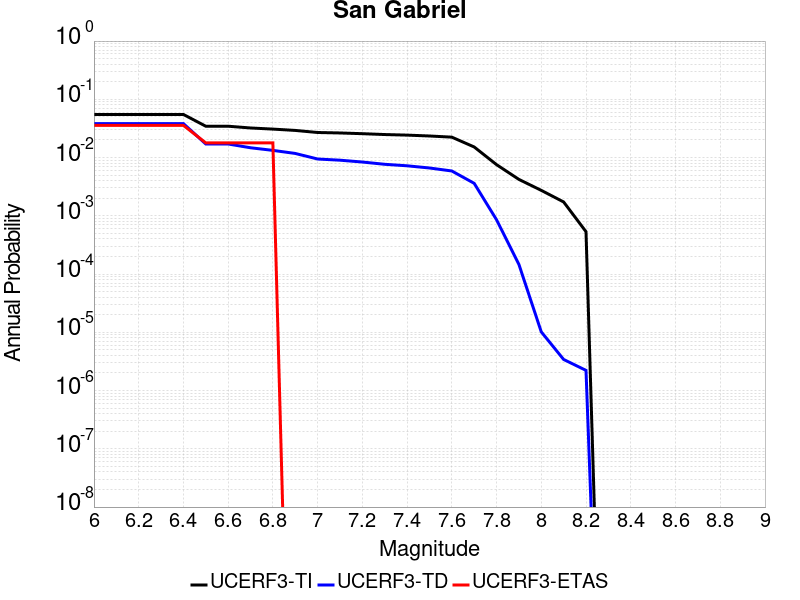 San Gabriel
10^0
10^-1
10^-2
10^-3
10^-4
10^-5
10^-6
10^-7
10^-8
Annual Probability
6 6.2 6.4 6.6 6.8 7 7.2 7.4 7.6 7.8 8 8.2 8.4 8.6 8.8 9
Magnitude
UCERF3-TI UCERF3-TD UCERF3-ETAS